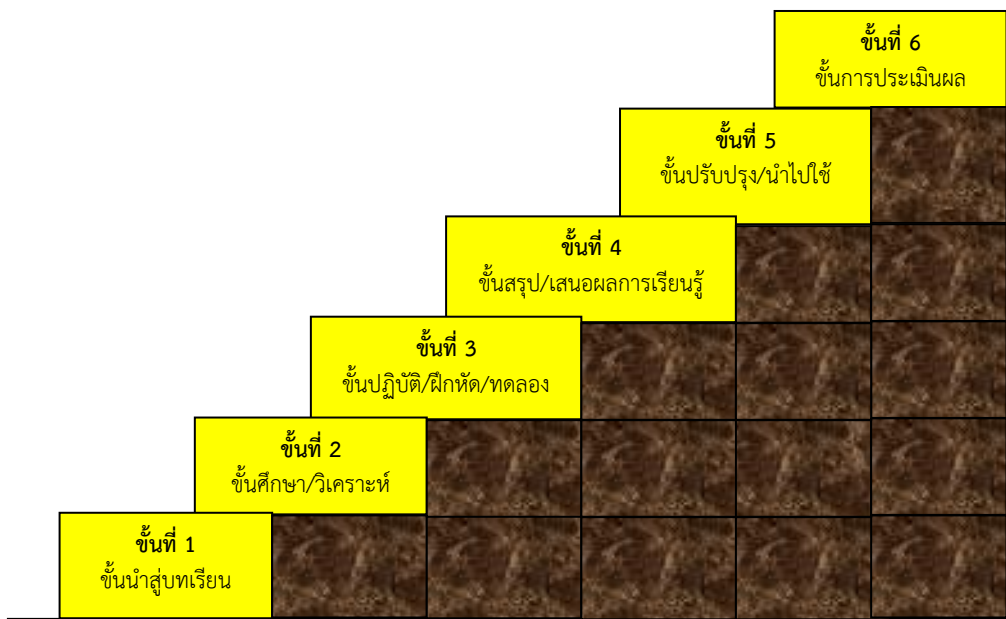 ขั้นที่ 6
ขั้นการประเมินผล
ขั้นที่ 5
ขั้นปรับปรุง/นำไปใช้
ขั้นที่ 4
ขั้นสรุป/เสนอผลการเรียนรู้
ขั้นที่ 3
ขั้นปฏิบัติ/ฝึกหัด/ทดลอง
ขั้นที่ 2
ขั้นศึกษา/วิเคราะห์
ขั้นที่ 1
ขั้นนำสู่บทเรียน